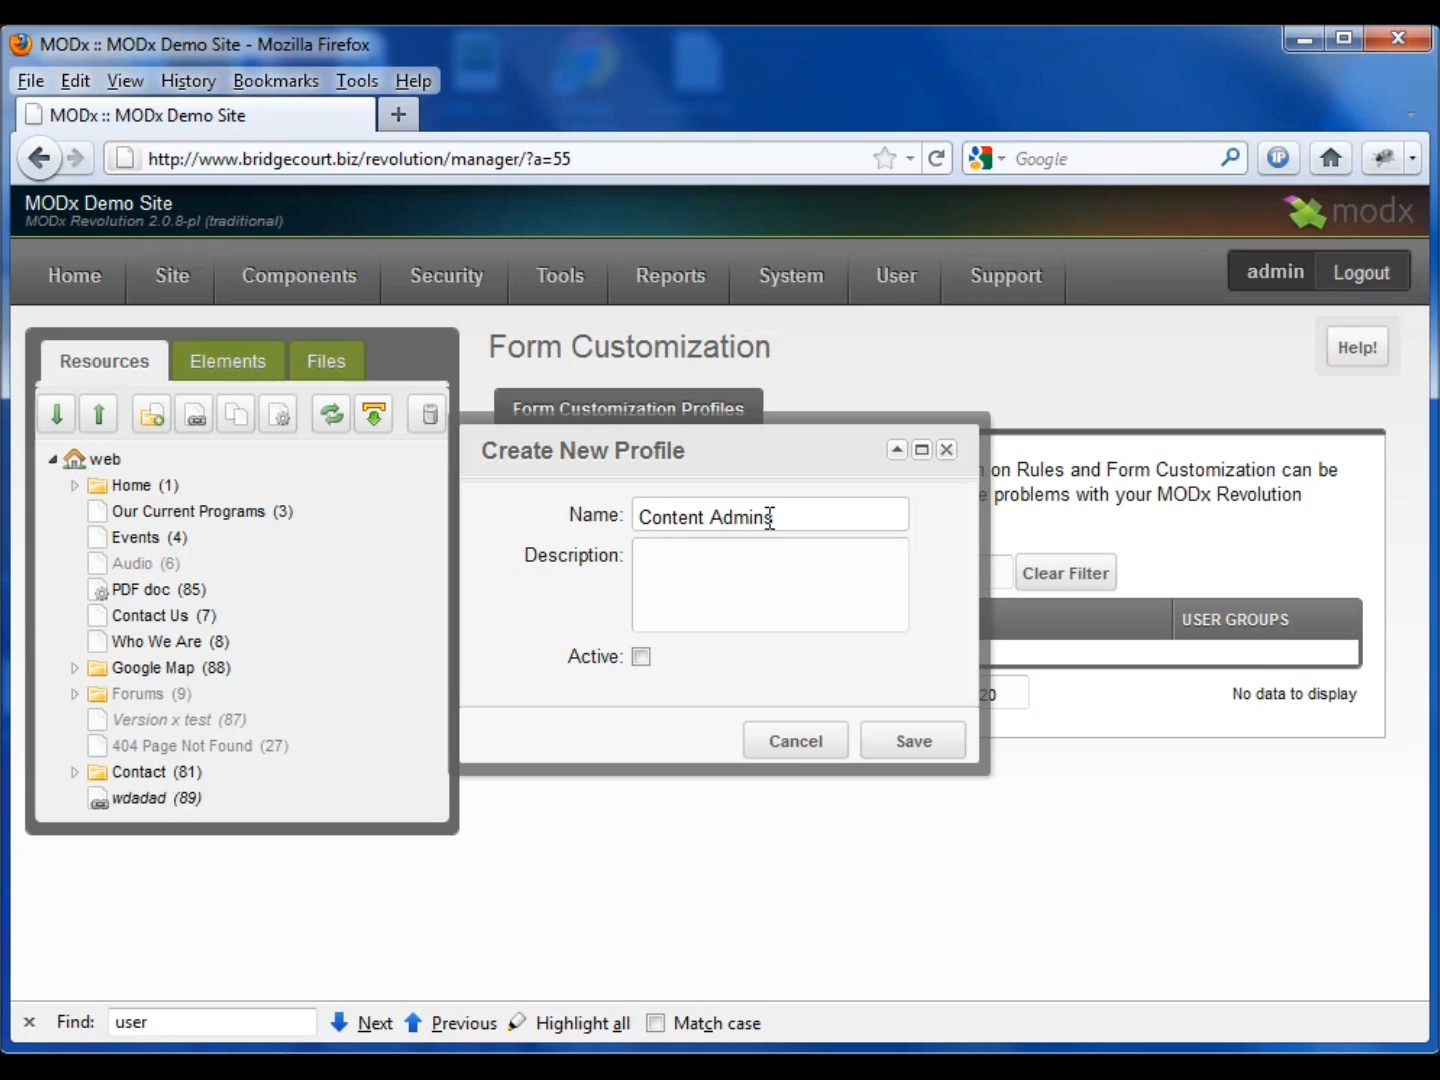 MODx :: MODx Demo Site - Mozilla Firefox
File Edit View History Bookmarks Tools Help
MODx :: MODx Demo Site
http://www.bridgecourt.biz/revolution/manager/?a=55
Google
MODx Demo Site
MODx Revolution 2.0.8-pl (traditional)
modx
Home Site Components Security Tools Reports System User Support
admin Logout
Resources Elements Files
Form Customization
Help!
Form Customization Profiles
Create New Profile
on Rules and Form Customization can be
problems with your MODx Revolution
Name: Content Admins
Description:
Active:
Cancel Save
Clear Filter
USER GROUPS
20
No data to display
web
Home (1)
Our Current Programs (3)
Events (4)
Audio (6)
PDF doc (85)
Contact Us (7)
Who We Are (8)
Google Map (88)
Forums (9)
Version x test (87)
404 Page Not Found (27)
Contact (81)
wdadad (89)
Find: user Next Previous Highlight all Match case